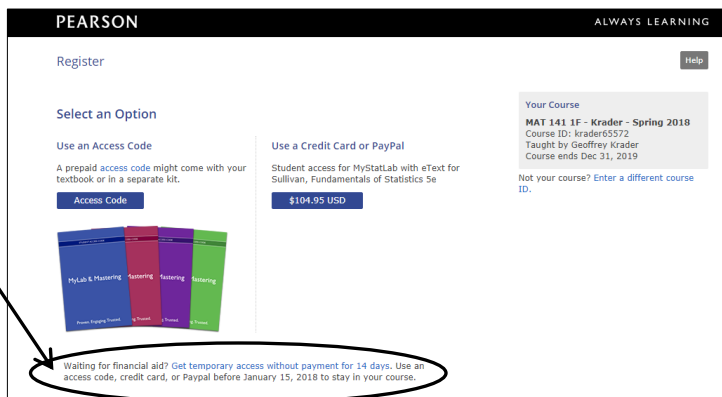 PEARSON
ALWAYS LEARNING
Register
Help
Select an Option
Use an Access Code
A prepaid access code might come with your
textbook or in a separate kit.
Access Code
MyLab & Mastering
Mastering
Mastering
Mastering
Use a Credit Card or PayPal
Student access for MyStatLab with eText for
Sullivan, Fundamentals of Statistics 5e
$104.95 USD
Your Course
MAT 141 1F - Krader - Spring 2018
Course ID: krader65572
Taught by Geoffrey Krader
Course ends Dec 31, 2019
Not your course? Enter a different course
ID.
Waiting for financial aid? Get temporary access without payment for 14 days. Use an
access code, credit card, or Paypal before January 15, 2018 to stay in your course.